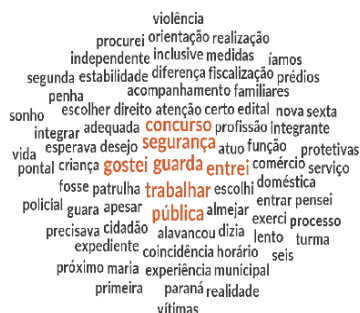 violência
procurei orientação realização
independente inclusive medidas íamos
segunda estabilidade diferença fiscalização prédios
penha acompanhamento familiares
sonho escolher direito atenção certo edital nova sexta
integrar adequada concurso profissão integrante
vida esperava desejo segurança atuo função protetivas
pontal criança gostei guarda entrei comércio serviço
fosse patrulha trabalhar escolhi doméstica
policial guara apesar pública almejar entrar pensei
precisava cidadão alavancou dizia exerci processo
expediente coincidência horário lento turma
próximo maria experiência municipal seis
primeira paraná realidade
vítimas